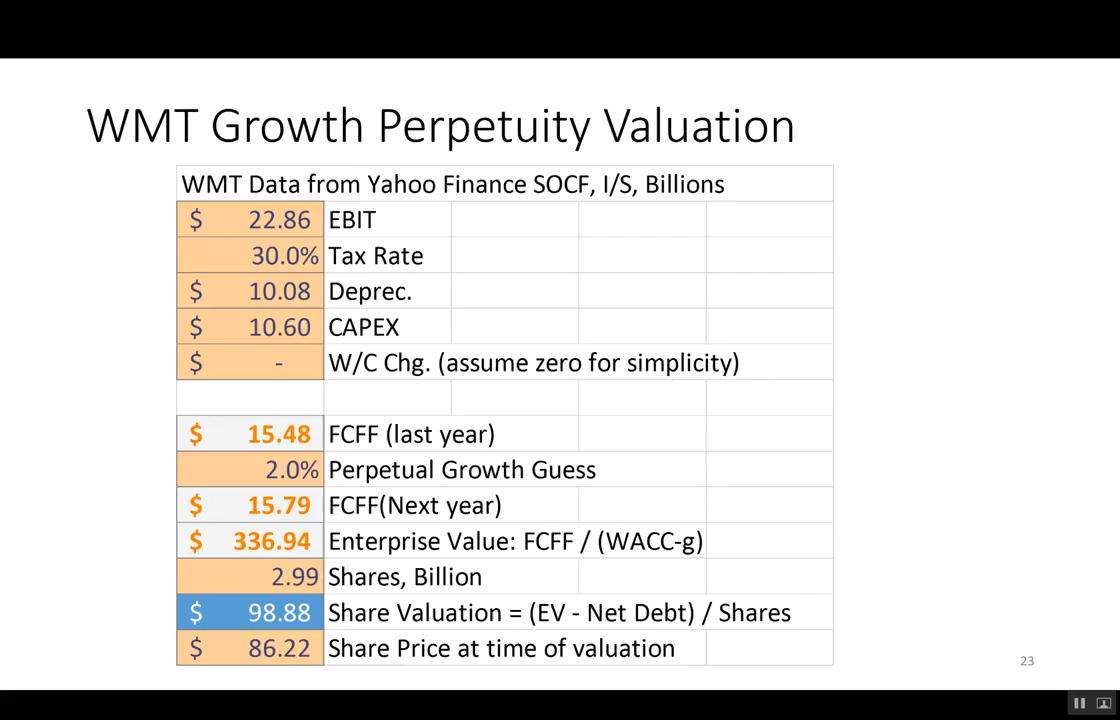 WMT Growth Perpetuity Valuation
WMT Data from Yahoo Finance SOCF, I/S, Billions
$ 22.86 EBIT
30.0% Tax Rate
$ 10.08 Deprec.
$ 10.60 CAPEX
$ - W/C Chg. (assume zero for simplicity)
$ 15.48 FCFF (last year)
2.0% Perpetual Growth Guess
$ 15.79 FCFF(Next year)
$ 336.94 Enterprise Value: FCFF / (WACC-g)
2.99 Shares, Billion
$ 98.88 Share Valuation = (EV - Net Debt) / Shares
$ 86.22 Share Price at time of valuation
23